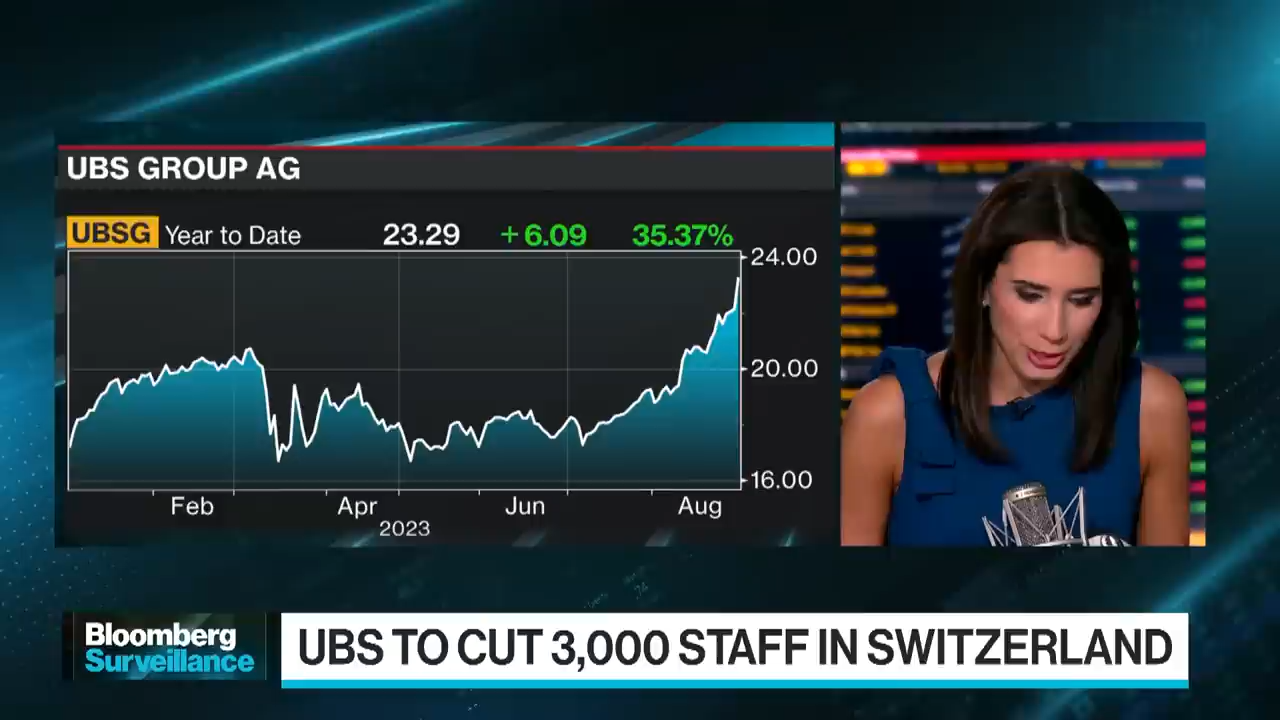 UBS GROUP AG
UBSG Year to Date 23.29 +6.09 35.37%
24.00
20.00
16.00
Feb Apr Jun Aug
2023
Bloomberg
Surveillance
UBS TO CUT 3,000 STAFF IN SWITZERLAND